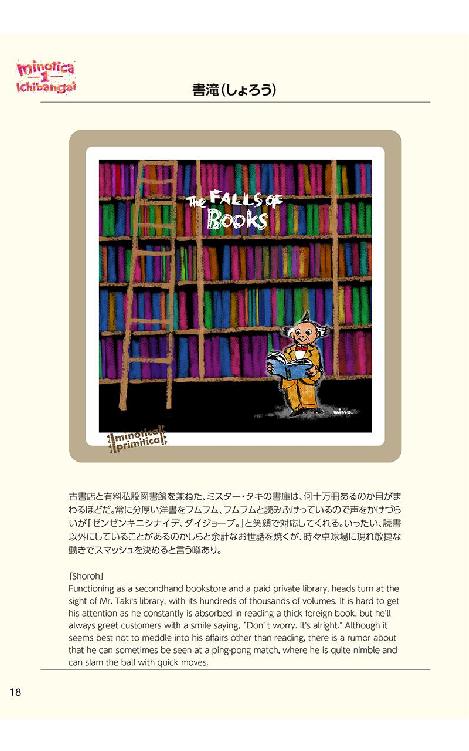 minotica
1
Ichibangai
書滝(しょろう)
The FALLS OF
BOOKS
mino.
minotica
primitica
古書店と有料私設図書館を兼ねた、ミスター・タキの書庫は、何十万冊あるのか目がま
わるほどだ。常に分厚い洋書をフムフム、フムフムと読みふけっているので声をかけづら
いが『ゼンゼンキニシナイデ、ダイジョーブ。』と笑顔で対応してくれる。いったい、読書
以外にしていることがあるのかしらと余計なお世話を焼くが、時々卓球場に現れ敏捷な
動きでスマッシュを決めると言う噂あり。
『Shoroh』
Functioning as a secondhand bookstore and a paid private library, heads turn at the
sight of Mr. Taki's library, with its hundreds of thousands of volumes. It is hard to get
his attention as he constantly is absorbed in reading a thick foreign book, but he'll
always greet customers with a smile saying, "Don't worry. It's alright." Although it
seems best not to meddle into his affairs other than reading, there is a rumor about
that he can sometimes be seen at a ping-pong match, where he is quite nimble and
can slam the ball with quick moves.
18